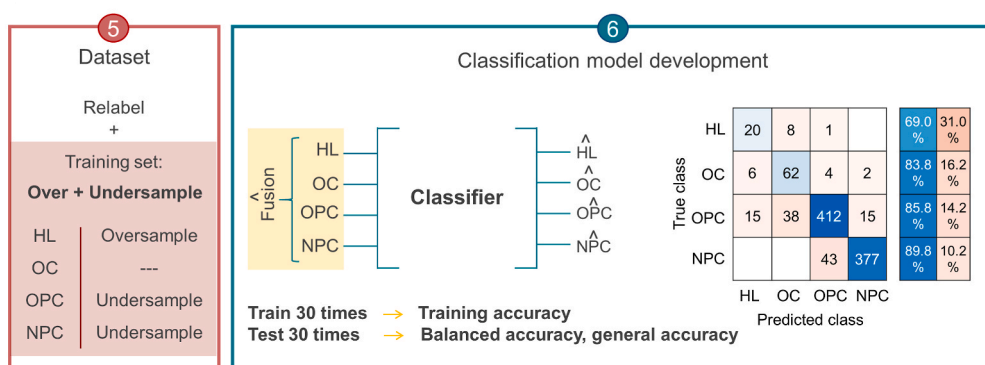 5
Dataset
Relabel
+
Training set:
Over + Undersample
HL Oversample
OC ---
OPC Undersample
NPC Undersample
6
Classification model development
^
Fusion
HL
OC
OPC
NPC
Classifier
^
HL
^
OC
^
OPC
^
NPC
Train 30 times → Training accuracy
Test 30 times → Balanced accuracy, general accuracy
True class
HL 20 8 1 69.0 % 31.0 %
OC 6 62 4 2 83.8 % 16.2 %
OPC 15 38 412 15 85.8 % 14.2 %
NPC 43 377 89.8 % 10.2 %
HL OC OPC NPC
Predicted class